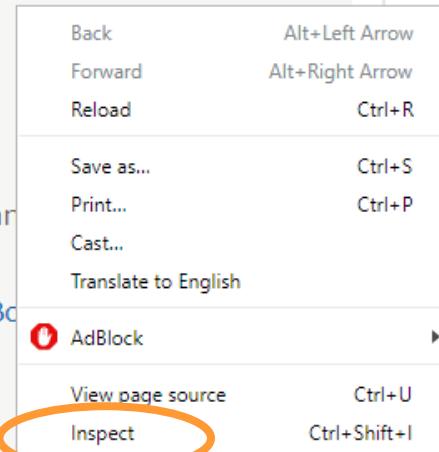 Back Alt+Left Arrow
Forward Alt+Right Arrow
Reload Ctrl+R
Save as... Ctrl+S
Print... Ctrl+P
Cast...
Translate to English
AdBlock
View page source Ctrl+U
Inspect Ctrl+Shift+I